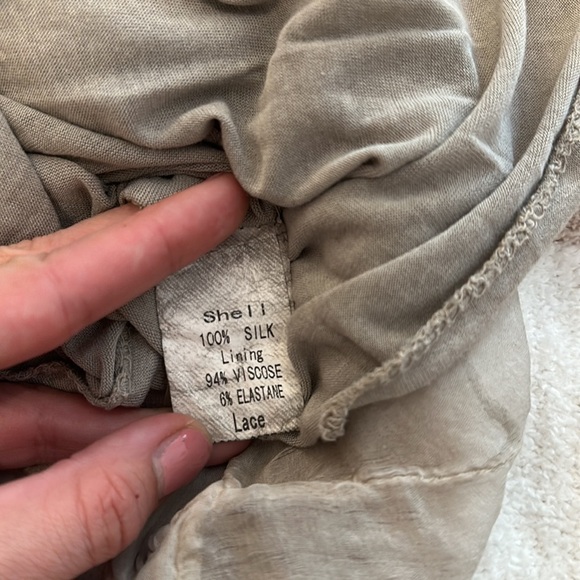 Shell
100% SILK
Lining
94% VISCOSE
6% ELASTANE
Lace